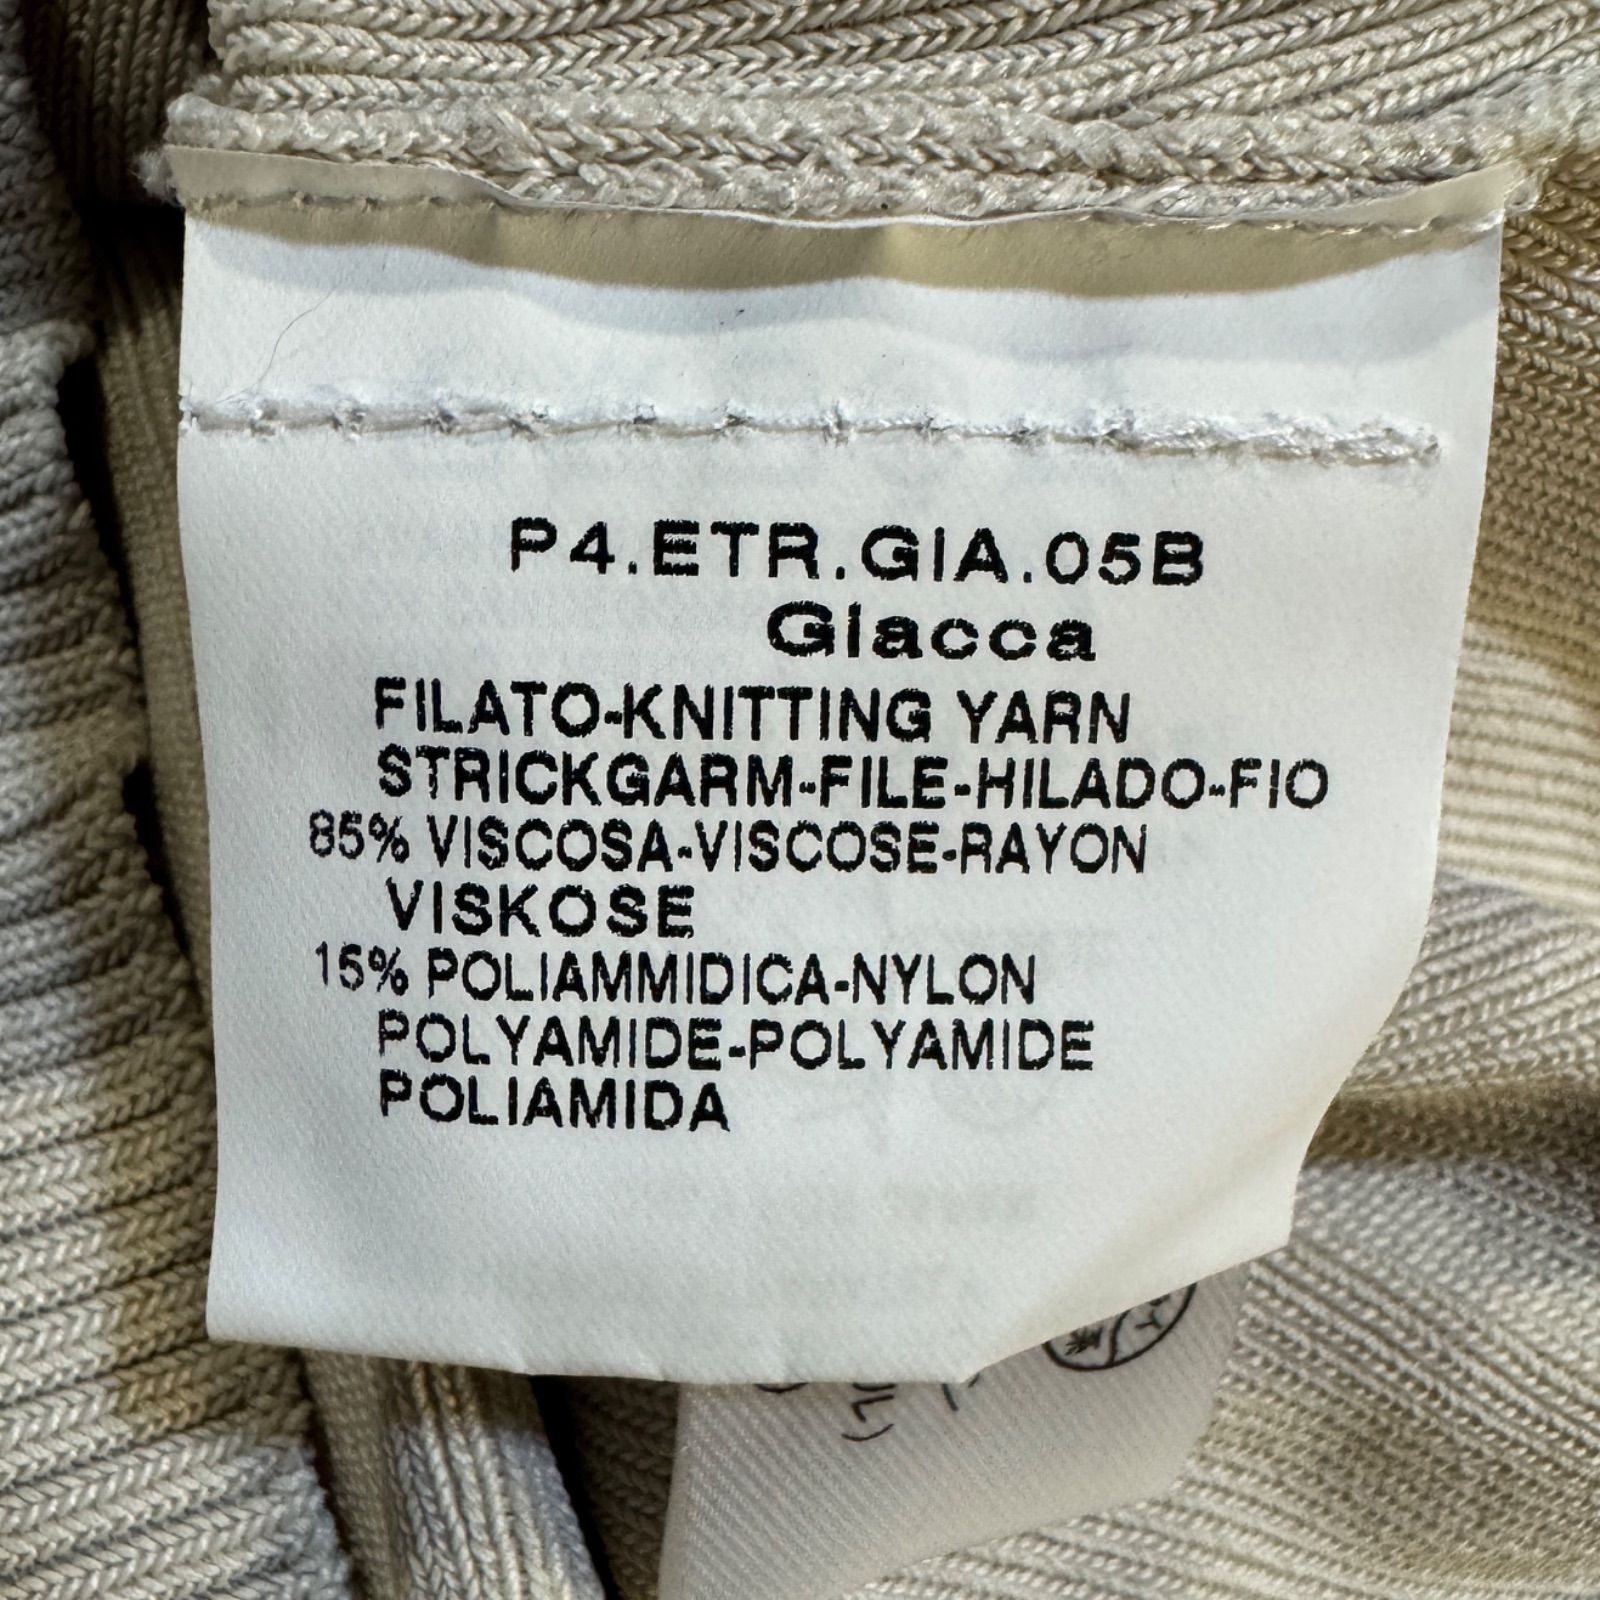 P4.ETR.GIA.05B
Giacca
FILATO-KNITTING YARN
STRICKGARM-FILE-HILADO-FIO
85% VISCOSA-VISCOSE-RAYON
VISKOSE
15% POLIAMMIDICA-NYLON
POLYAMIDE-POLYAMIDE
POLIAMIDA